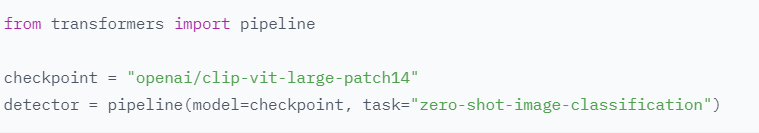 from transformers import pipeline
checkpoint = "openai/clip-vit-large-patch14"
detector = pipeline(model=checkpoint, task="zero-shot-image-classification")